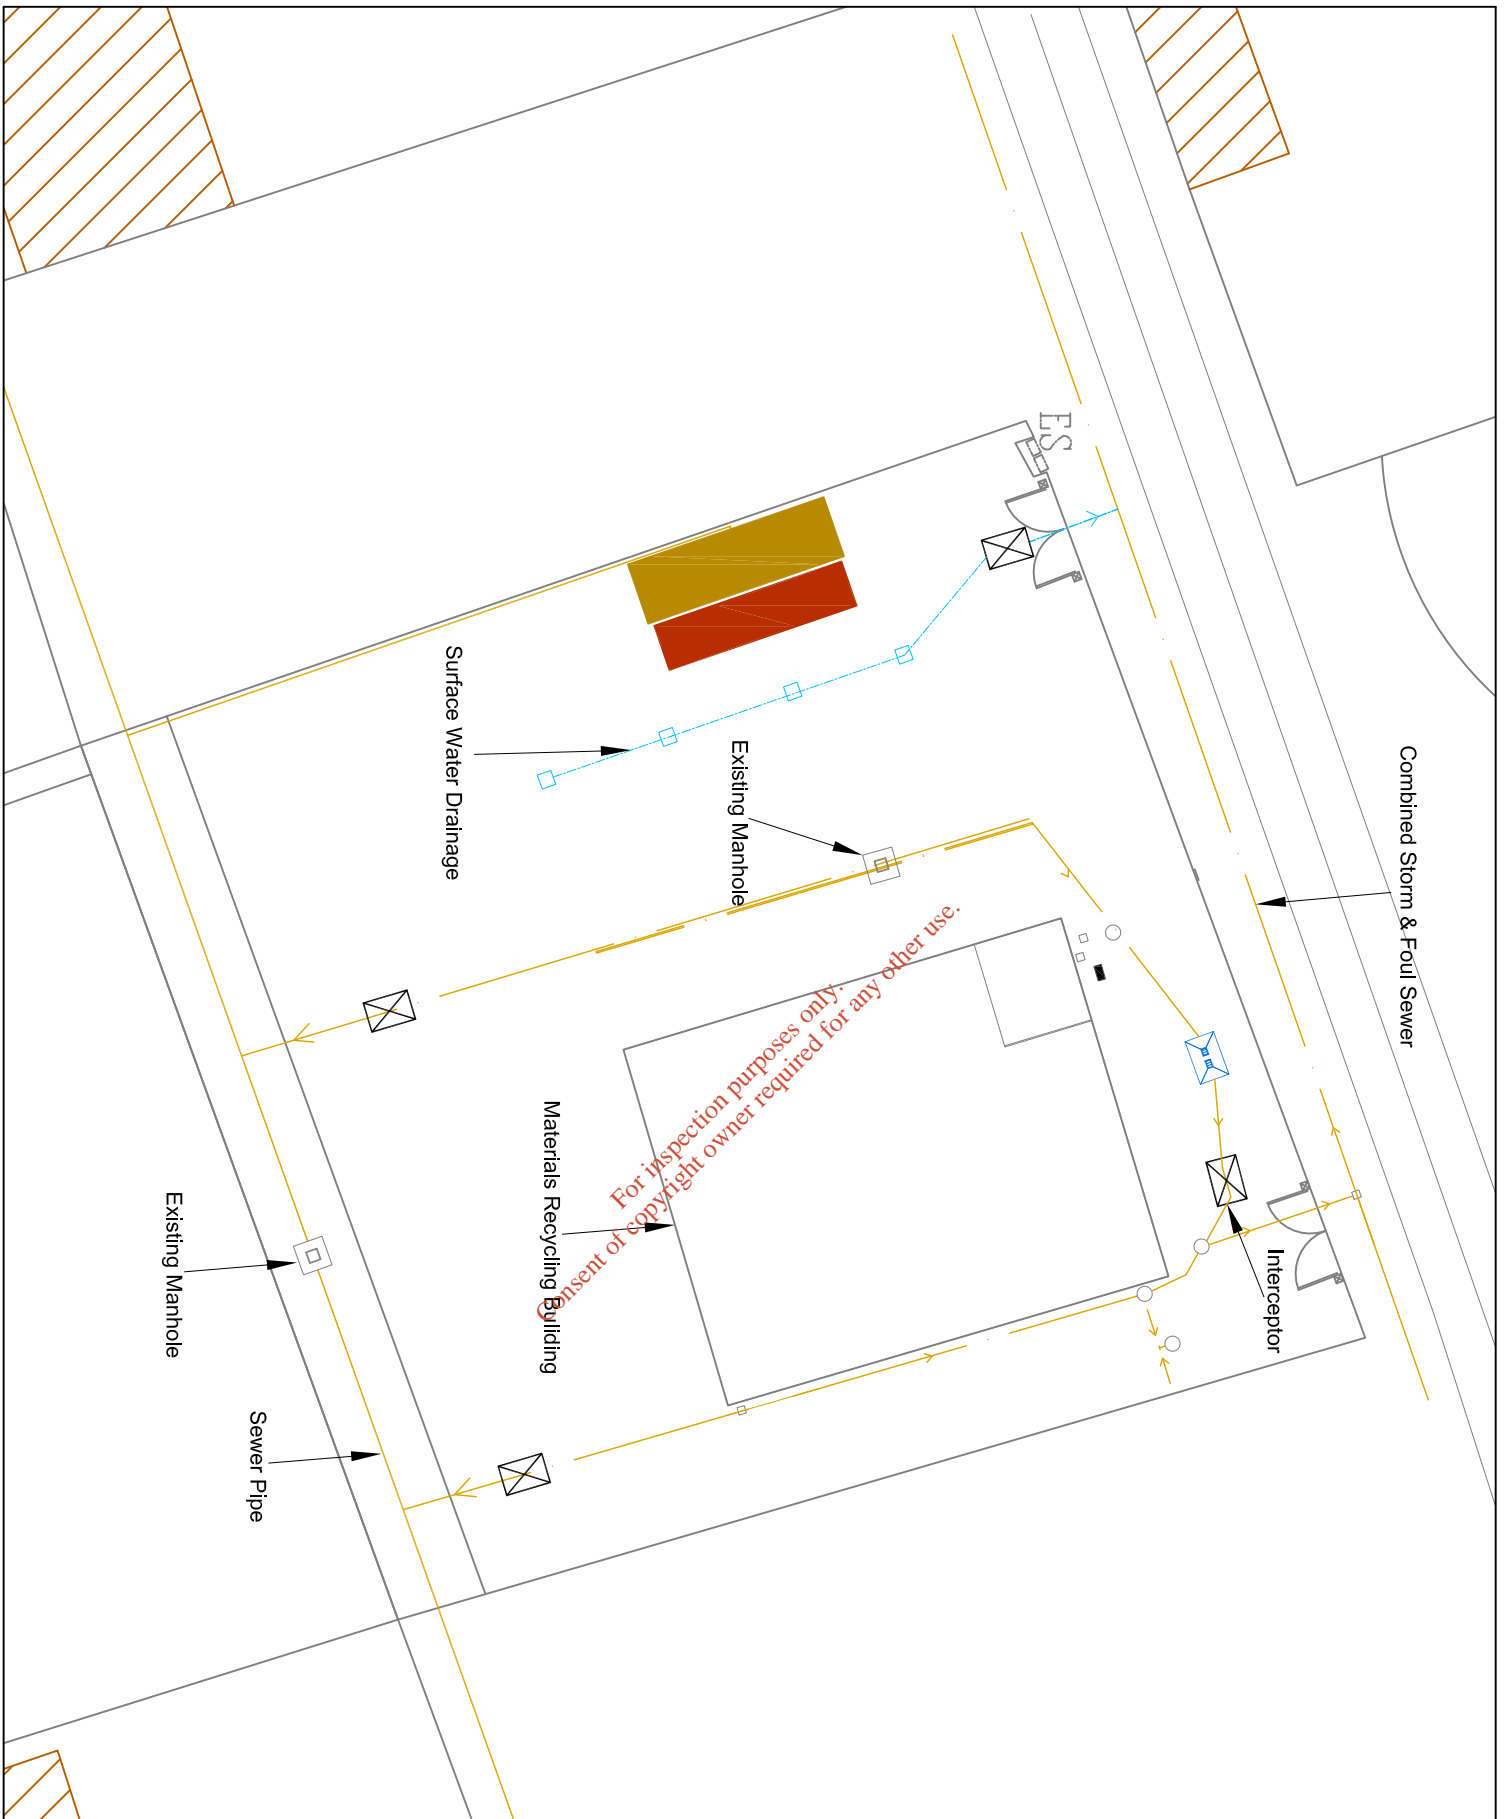 Combined Storm & Foul Sewer
ES
Interceptor
Existing Manhole
Surface Water Drainage
Materials Recycling Buliding
Sewer Pipe
Existing Manhole
For inspection purposes only.
Consent of copyright owner required for any other use.